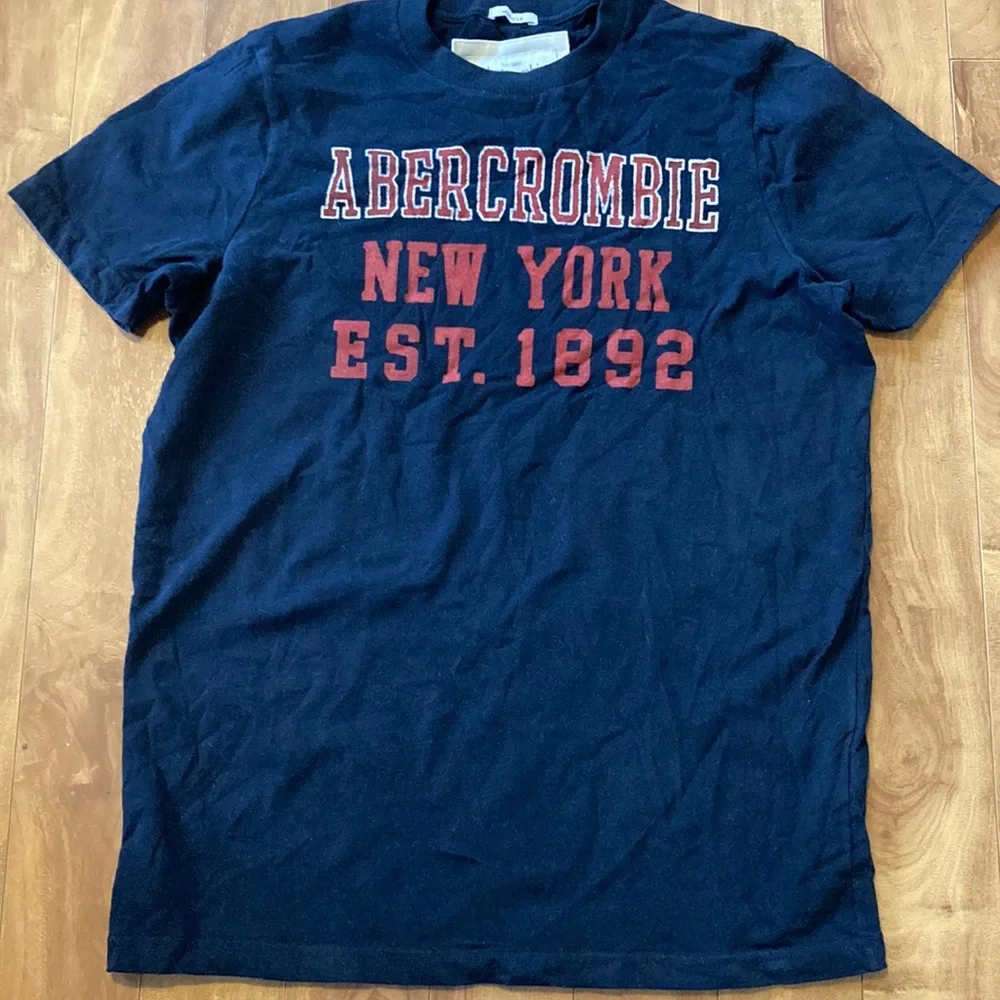 ABERCROMBIE
NEW YORK
EST. 1892